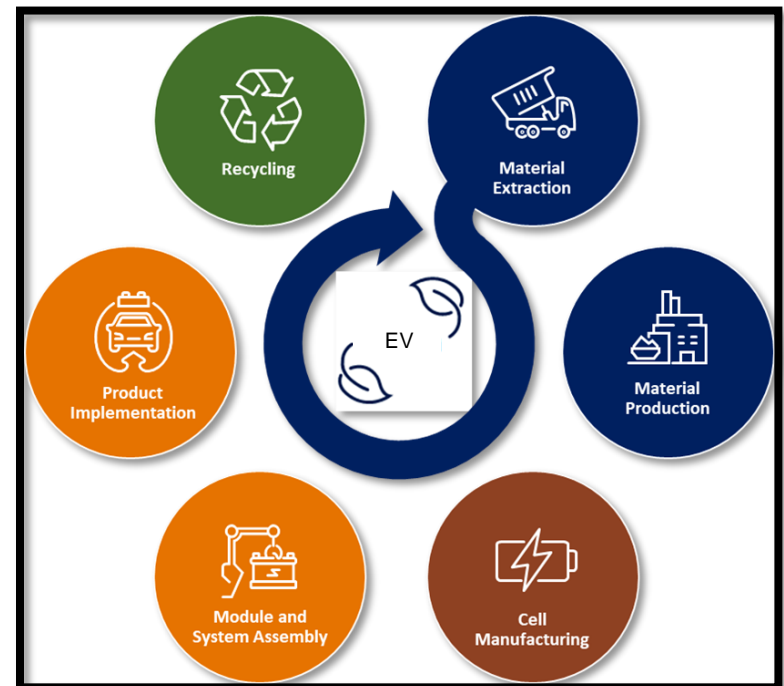 Recycling
Material
Extraction
Product
Implementation
EV
Material
Production
Module and
System Assembly
Cell
Manufacturing